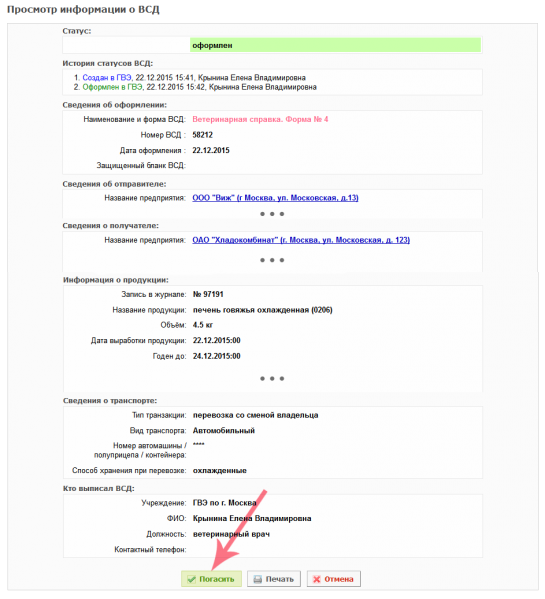 Просмотр информации о ВСД
Статус:
оформлен
История статусов ВСД:
1. Создан в ГВЭ, 22.12.2015 15:41, Крынина Елена Владимировна
2. Оформлен в ГВЭ, 22.12.2015 15:42, Крынина Елена Владимировна
Сведения об оформлении:
Наименование и форма ВСД: Ветеринарная справка. Форма № 4
Номер ВСД : 58212
Дата оформления : 22.12.2015
Защищенный бланк ВСД:
Сведения об отправителе:
Название предприятия: ООО "Виж" (г Москва, ул. Московская, д.13)
Сведения о получателе:
Название предприятия: ОАО "Хладокомбинат" (г. Москва, ул. Московская, д. 123)
Информация о продукции:
Запись в журнале: № 97191
Название продукции: печень говяжья охлажденная (0206)
Объём: 4.5 кг
Дата выработки продукции: 22.12.2015:00
Годен до: 24.12.2015:00
Сведения о транспорте:
Тип транзакции: перевозка со сменой владельца
Вид транспорта: Автомобильный
Номер автомашины / полуприцепа / контейнера: ****
Способ хранения при перевозке: охлажденные
Кто выписал ВСД:
Учреждение: ГВЭ по г. Москва
ФИО: Крынина Елена Владимировна
Должность: ветеринарный врач
Контактный телефон:
Погасить Печать Отмена